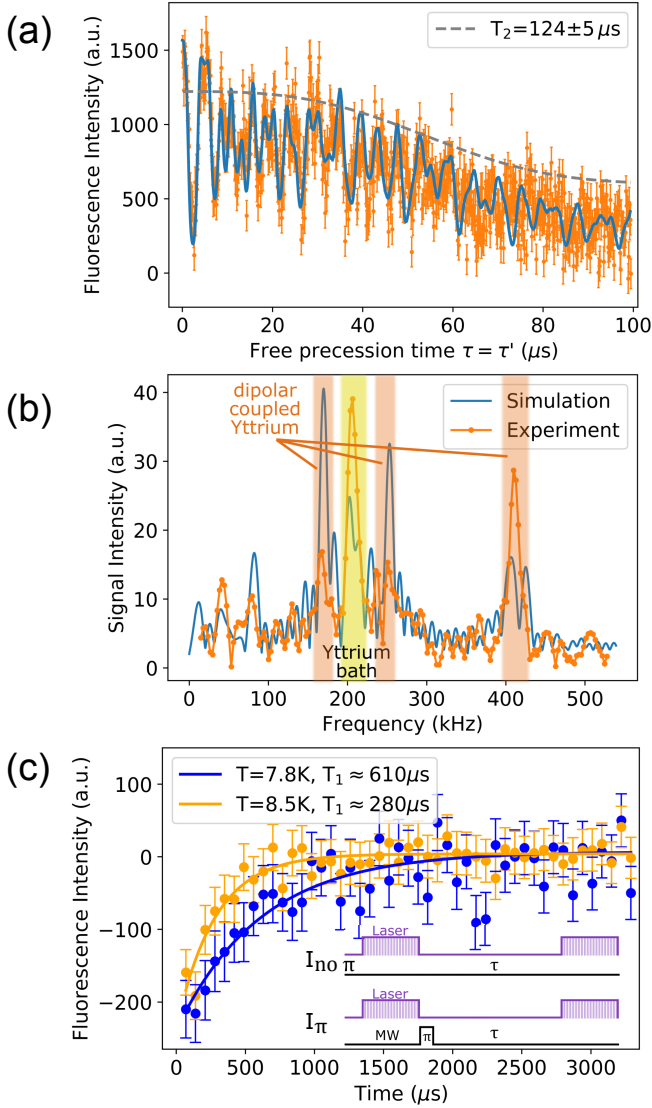 (a)
T₂=124±5 μs
1500
1000
500
0
Fluorescence Intensity (a.u.)
0 20 40 60 80 100
Free precession time τ = τ' (μs)
(b)
dipolar
coupled
Yttrium
Simulation
Experiment
40
30
20
10
0
Signal Intensity (a.u.)
Yttrium
bath
0 100 200 300 400 500
Frequency (kHz)
(c)
T=7.8K, T₁ ≈ 610μs
T=8.5K, T₁ ≈ 280μs
100
0
−100
−200
Fluorescence Intensity (a.u.)
Laser
I_no π
τ
Laser
I_π
MW π τ
0 500 1000 1500 2000 2500 3000
Time (μs)